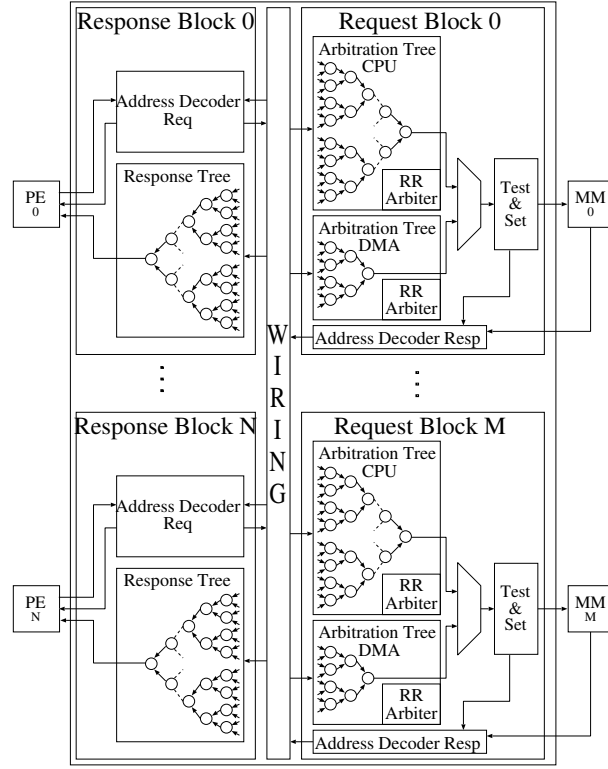 Response Block 0
Address Decoder
Req
Response Tree
PE
0
WIRING
Request Block 0
Arbitration Tree
CPU
RR
Arbiter
Arbitration Tree
DMA
RR
Arbiter
Test
&
Set
MM
0
Address Decoder Resp
Response Block N
Address Decoder
Req
Response Tree
PE
N
Request Block M
Arbitration Tree
CPU
RR
Arbiter
Arbitration Tree
DMA
RR
Arbiter
Test
&
Set
MM
M
Address Decoder Resp